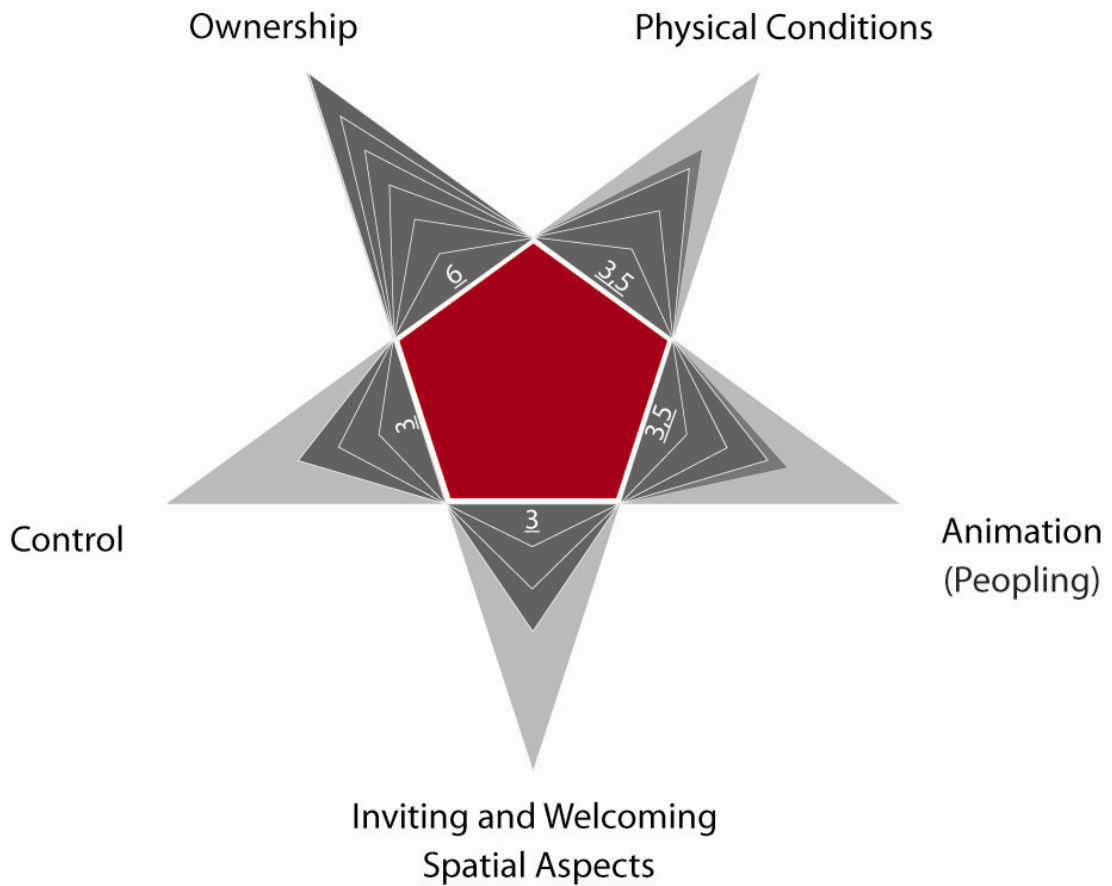 Ownership
Physical Conditions
6
3,5
3
3,5
3
Control
Animation
(Peopling)
Inviting and Welcoming
Spatial Aspects